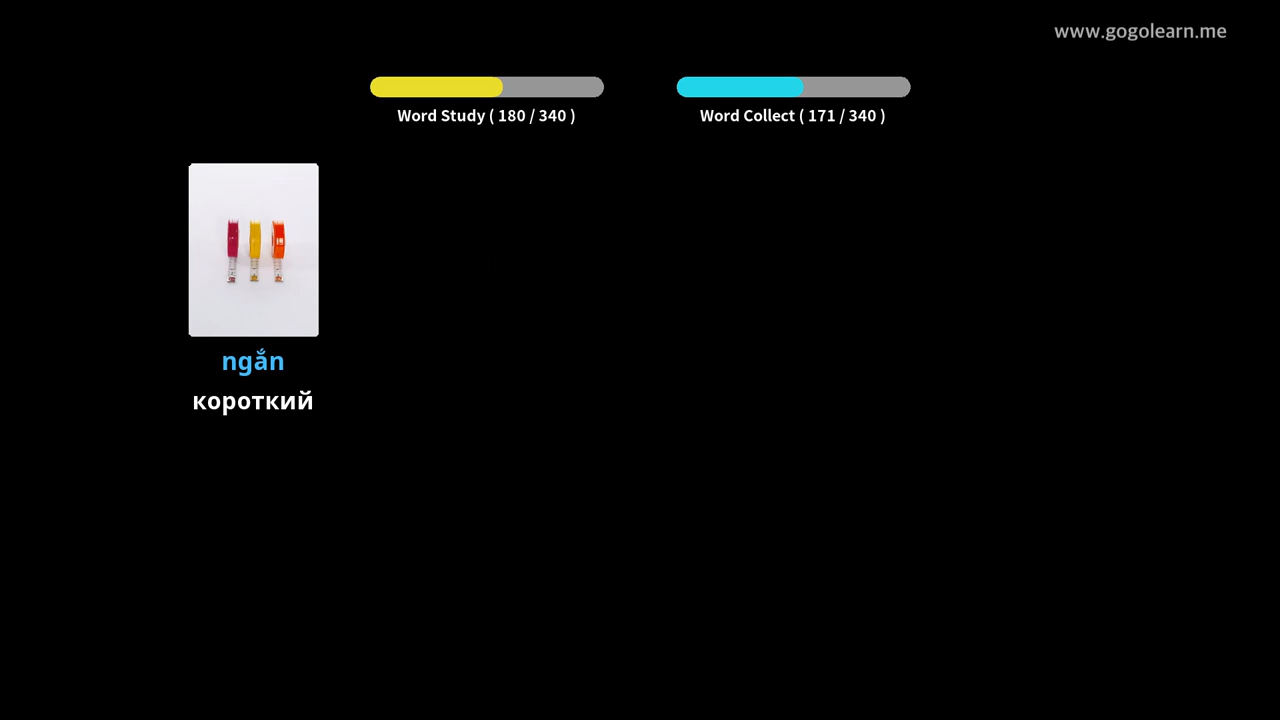 www.gogolearn.me
Word Study ( 180 / 340 )
Word Collect ( 171 / 340 )
ngắn
короткий